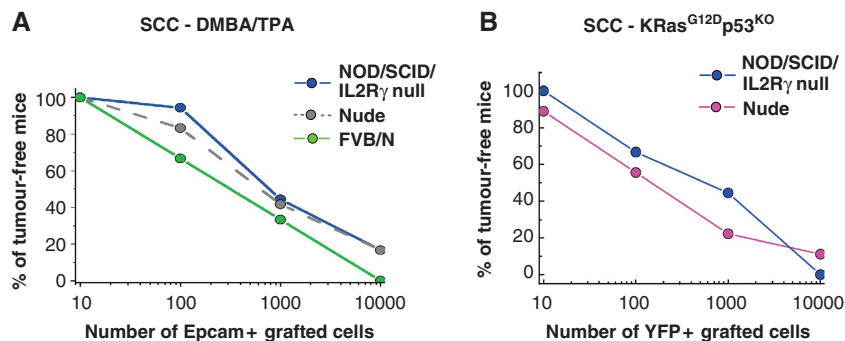 A
SCC - DMBA/TPA
NOD/SCID/
IL2Rγ null
Nude
FVB/N
% of tumour-free mice
100
80
60
40
20
0
10
100
1000
10000
Number of Epcam+ grafted cells
B
SCC - KRasG12Dp53KO
NOD/SCID/
IL2Rγ null
Nude
% of tumour-free mice
100
80
60
40
20
0
10
100
1000
10000
Number of YFP+ grafted cells